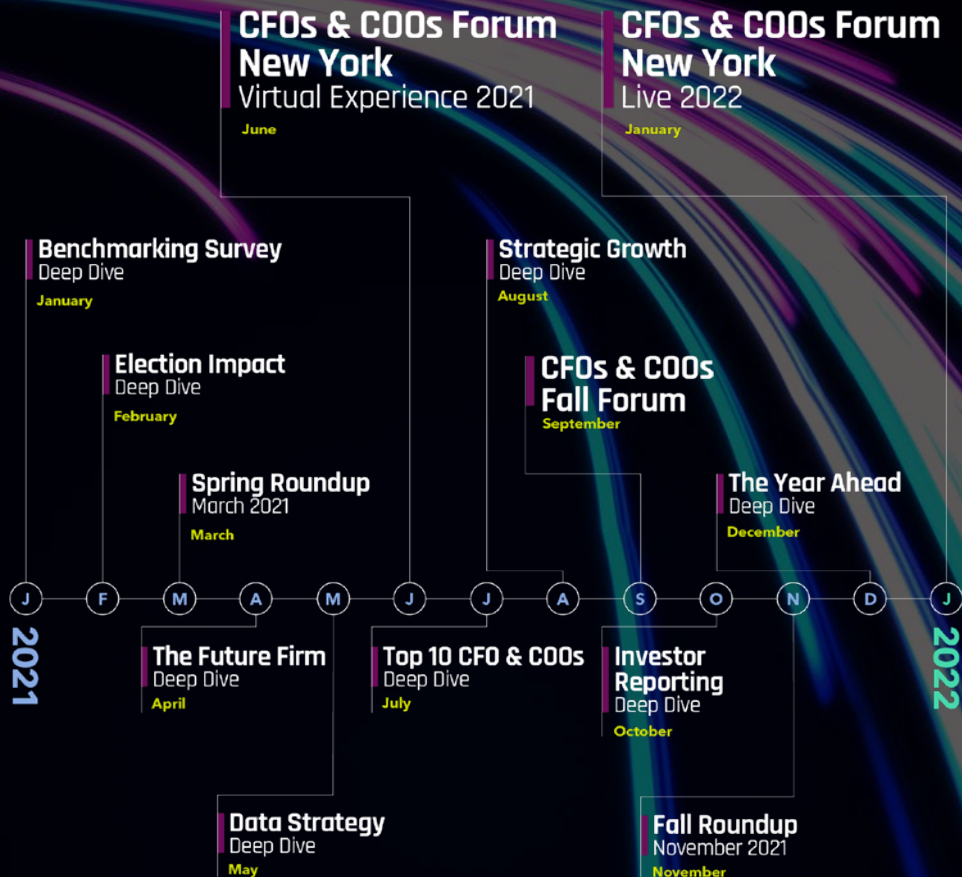 CFOs & COOs Forum
New York
Virtual Experience 2021
June
CFOs & COOs Forum
New York
Live 2022
January
Benchmarking Survey
Deep Dive
January
Strategic Growth
Deep Dive
August
Election Impact
Deep Dive
February
CFOs & COOs
Fall Forum
September
Spring Roundup
March 2021
March
The Year Ahead
Deep Dive
December
J F M A M J J A S O N D J
2021
2022
The Future Firm
Deep Dive
April
Top 10 CFO & COOs
Deep Dive
July
Investor
Reporting
Deep Dive
October
Data Strategy
Deep Dive
May
Fall Roundup
November 2021
November